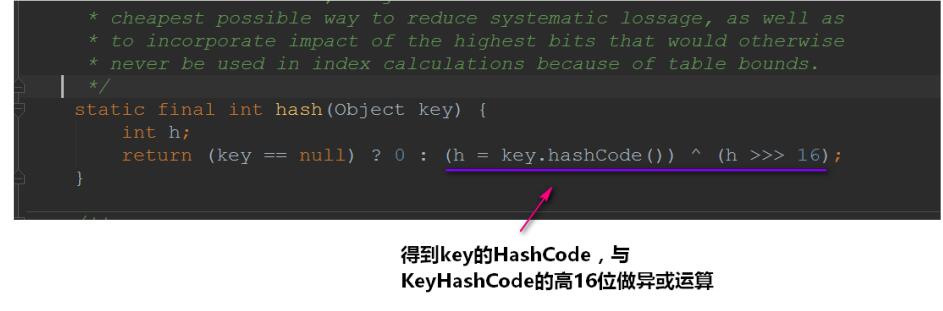 * cheapest possible way to reduce systematic lossage, as well as
* to incorporate impact of the highest bits that would otherwise
* never be used in index calculations because of table bounds.
*/
static final int hash(Object key) {
int h;
return (key == null) ? 0 : (h = key.hashCode()) ^ (h >>> 16);
}
得到key的HashCode，与
KeyHashCode的高16位做异或运算